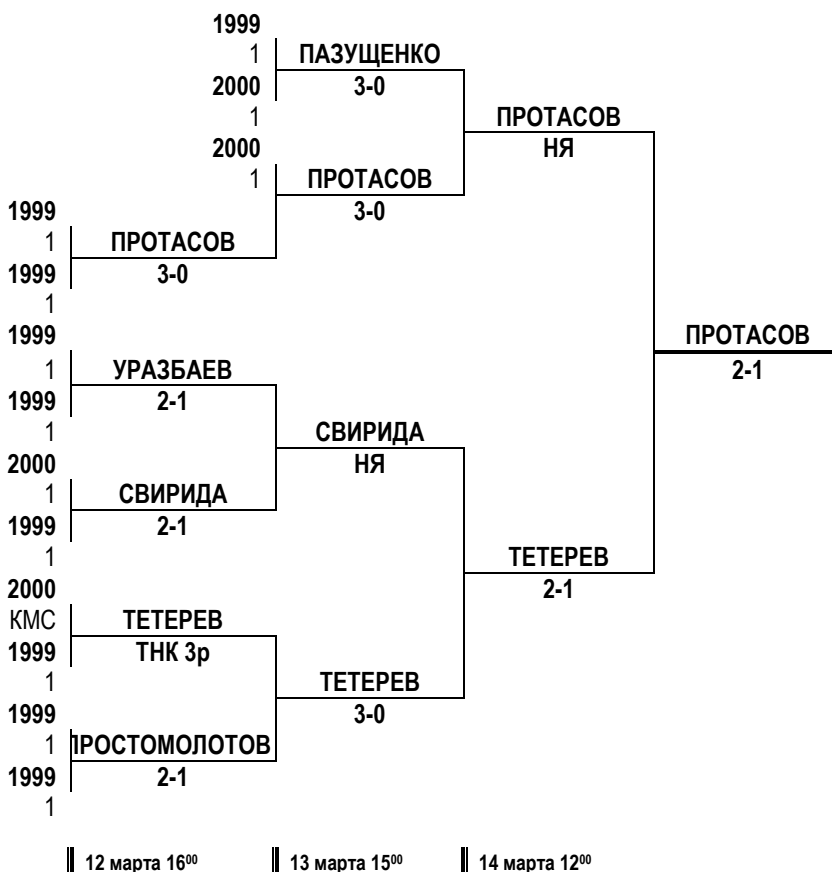 1999
1 ПАЗУЩЕНКО
2000 3-0
1 ПРОТАСОВ
2000 НЯ
1 ПРОТАСОВ
1999 3-0
1 ПРОТАСОВ
1999 3-0
1
1999 ПРОТАСОВ
1 УРАЗБАЕВ 2-1
1999 2-1
1 СВИРИДА
2000 НЯ
1 СВИРИДА
1999 2-1
1 ТЕТЕРЕВ
2000 2-1
КМС ТЕТЕРЕВ
1999 ТНК 3р
1 ТЕТЕРЕВ
1999 3-0
1 ПРОСТОМОЛОТОВ
1999 2-1
1
12 марта 16⁰⁰ 13 марта 15⁰⁰ 14 марта 12⁰⁰